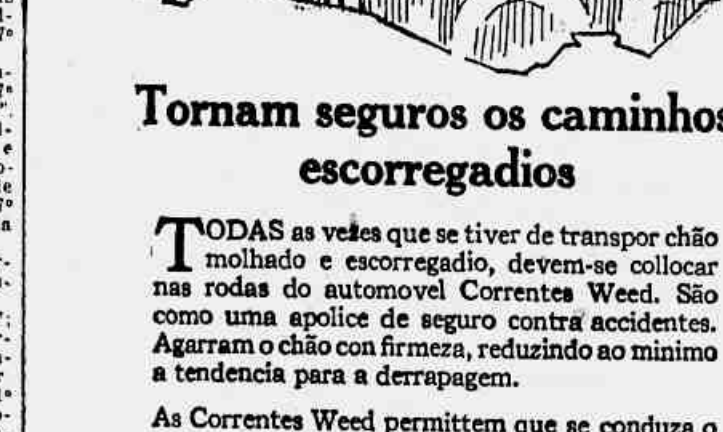 Tornam seguros os caminhos
escorregadios
TODAS as vezes que se tiver de transpor chão
molhado e escorregadio, devem-se collocar
nas rodas do automovel Correntes Weed. São
como uma apolice de seguro contra accidentes.
Agarram o chão con firmeza, reduzindo ao minimo
a tendencia para a derrapagem.
As Correntes Weed permittem que se conduza o